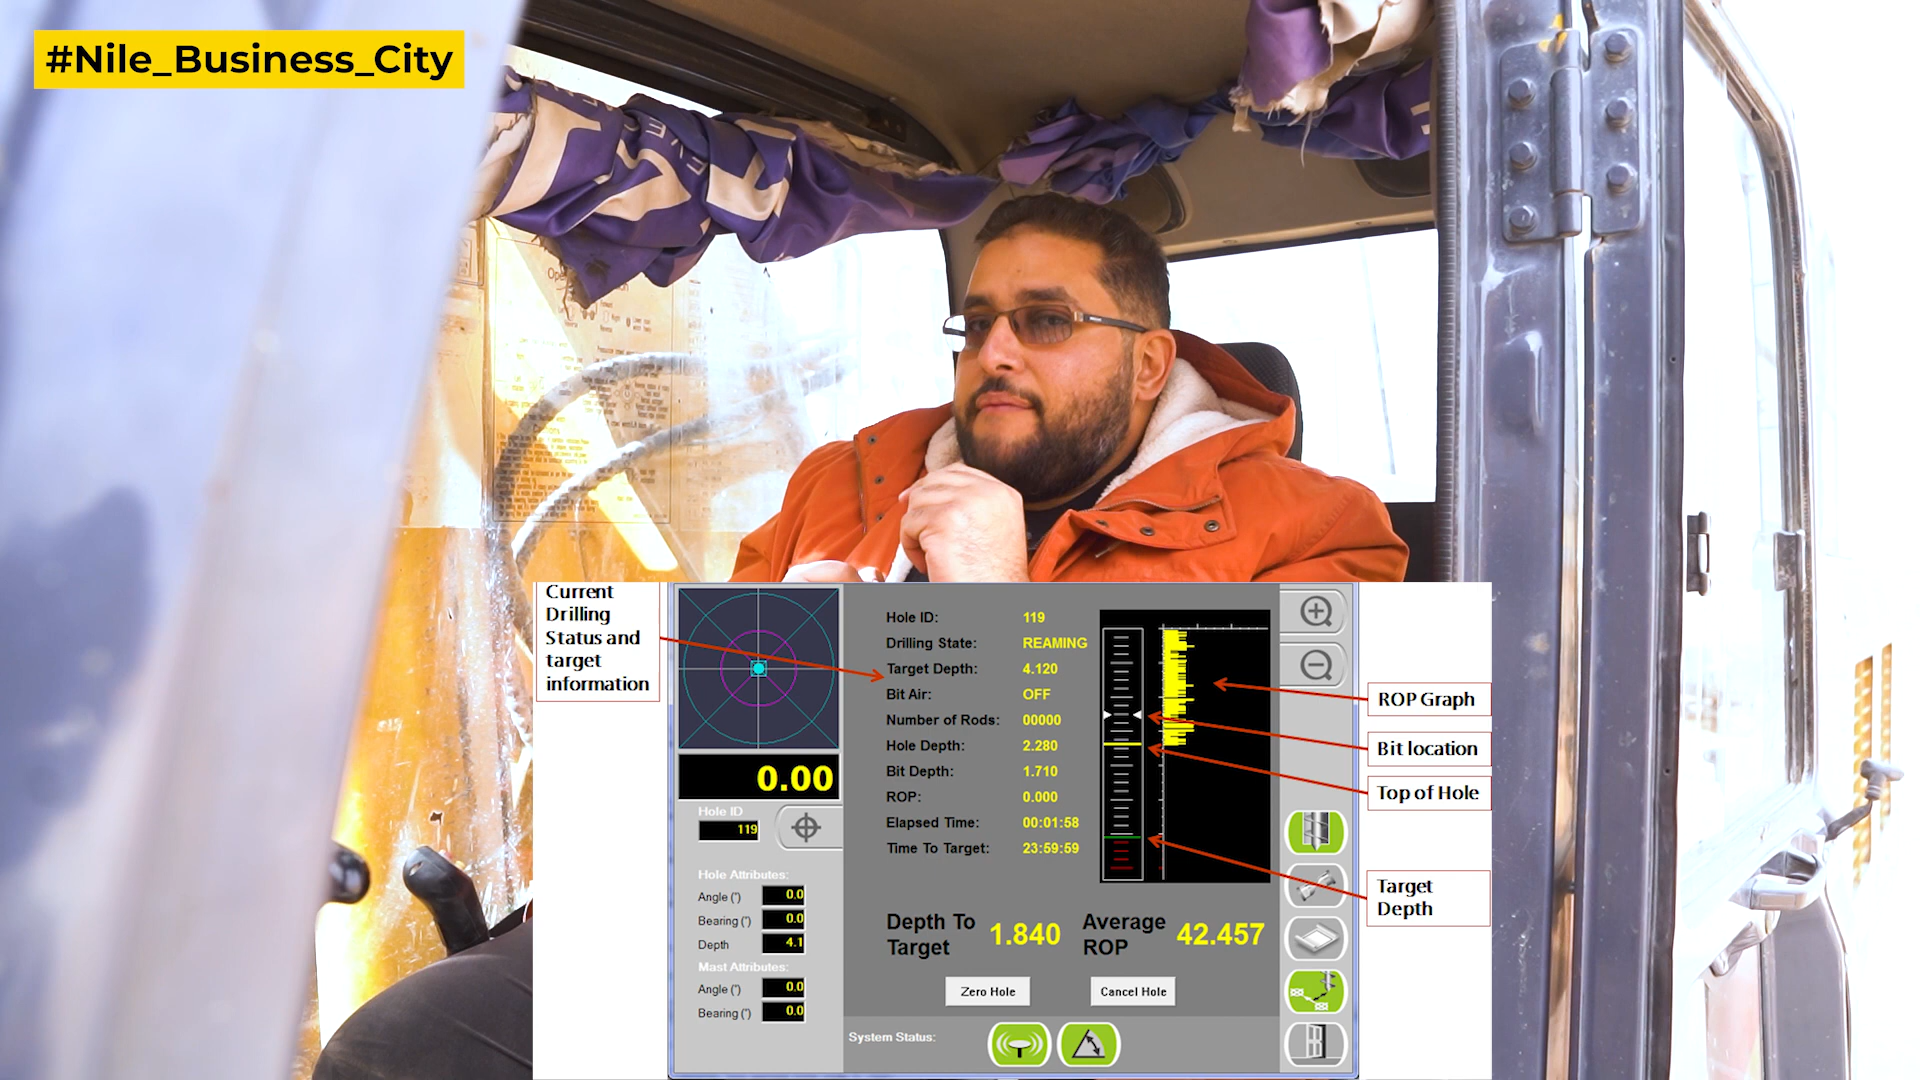 #Nile_Business_City
Current
Drilling
Status and
target
information
0.00
Hole ID
119
Hole Attributes:
Angle (°) 0.0
Bearing (°) 0.0
Depth 4.1
Mast Attributes:
Angle (°) 0.0
Bearing (°) 0.0
Hole ID: 119
Drilling State: REAMING
Target Depth: 4.120
Bit Air: OFF
Number of Rods: 00000
Hole Depth: 2.280
Bit Depth: 1.710
ROP: 0.000
Elapsed Time: 00:01:58
Time To Target: 23:59:59
Depth To
Target
1.840
Average
ROP
42.457
Zero Hole
Cancel Hole
System Status:
ROP Graph
Bit location
Top of Hole
Target
Depth